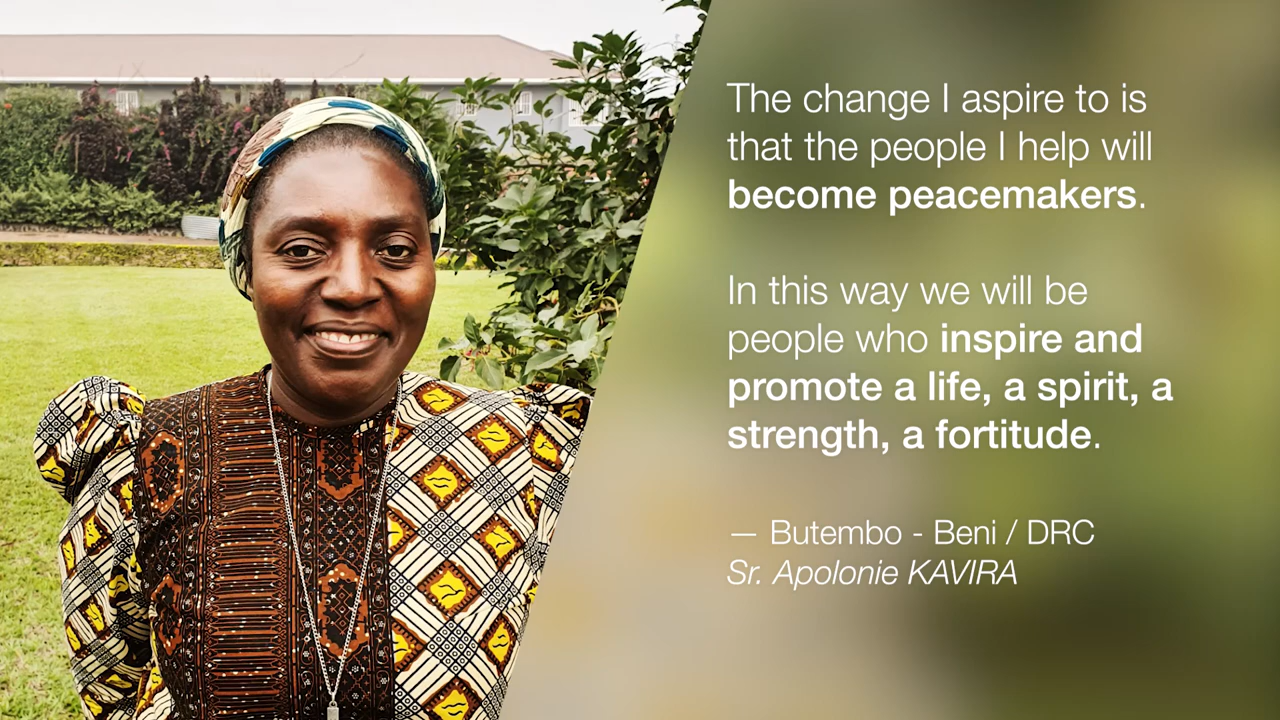 The change I aspire to is
that the people I help will
become peacemakers.
In this way we will be
people who inspire and
promote a life, a spirit, a
strength, a fortitude.
— Butembo - Beni / DRC
Sr. Apolonie KAVIRA